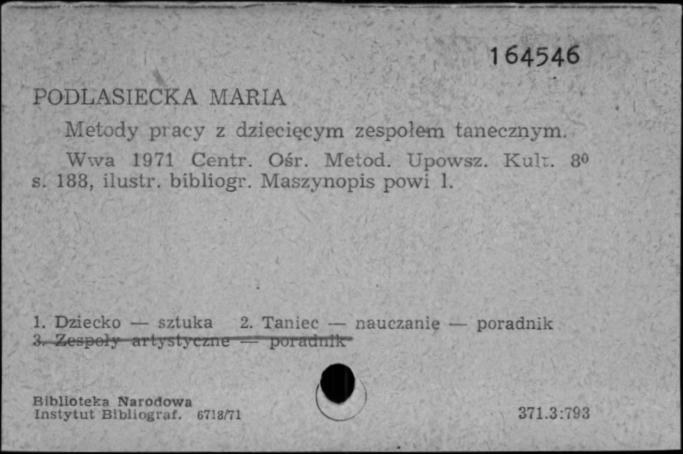 164546
PODLASIECKA MARIA
Metody pracy z dziecięcym zespołem tanecznym.
Wwa 1971 Centr. Ośr. Metod. Upowsz. Kult. 8⁰
s. 188, ilustr. bibliogr. Maszynopis powi l.
1. Dziecko — sztuka 2. Taniec — nauczanie — poradnik
3. Zespoły artystyczne — poradnik
Biblioteka Narodowa
Instytut Bibliograf. 6718/71
371.3:793